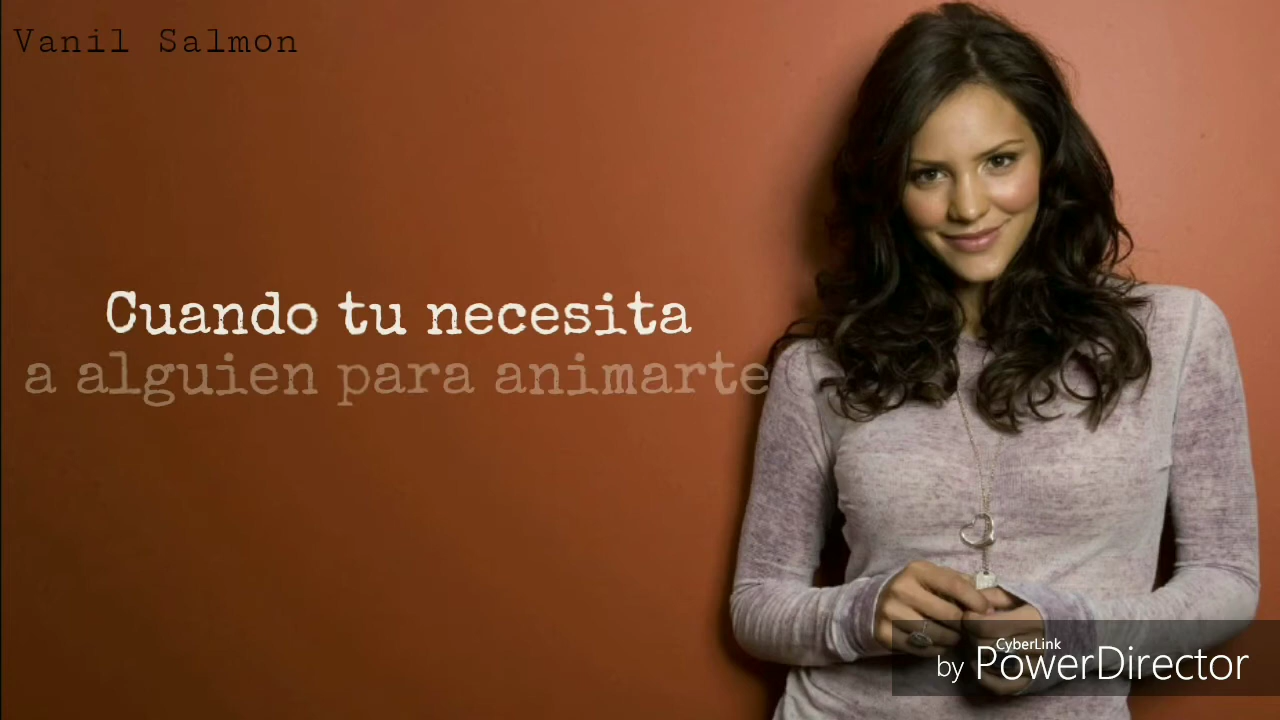 Vanil Salmon
Cuando tu necesita
a alguien para animarte
CyberLink
by PowerDirector